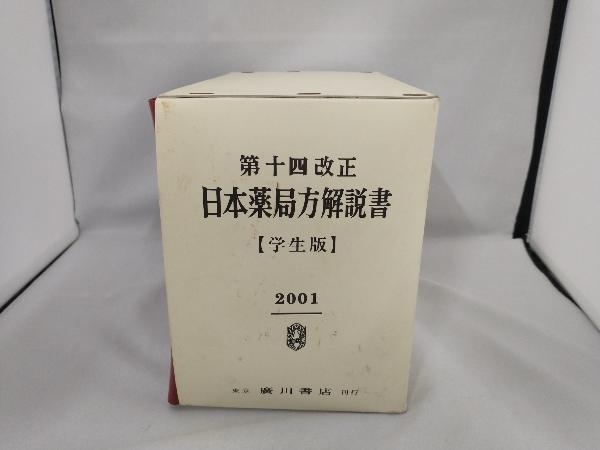 第十四改正
日本薬局方解説書
【学生版】
2001
東京 廣川書店 刊行